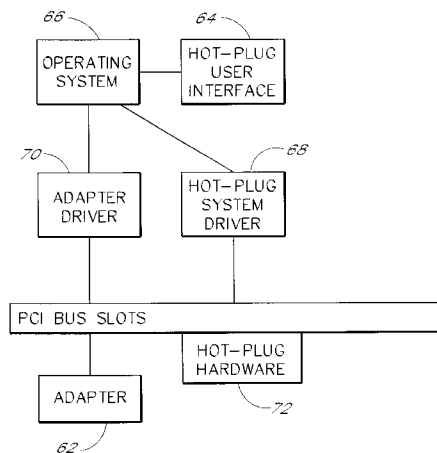 66
OPERATING
SYSTEM
64
HOT-PLUG
USER
INTERFACE
70
ADAPTER
DRIVER
68
HOT-PLUG
SYSTEM
DRIVER
PCI BUS SLOTS
ADAPTER
62
HOT-PLUG
HARDWARE
72